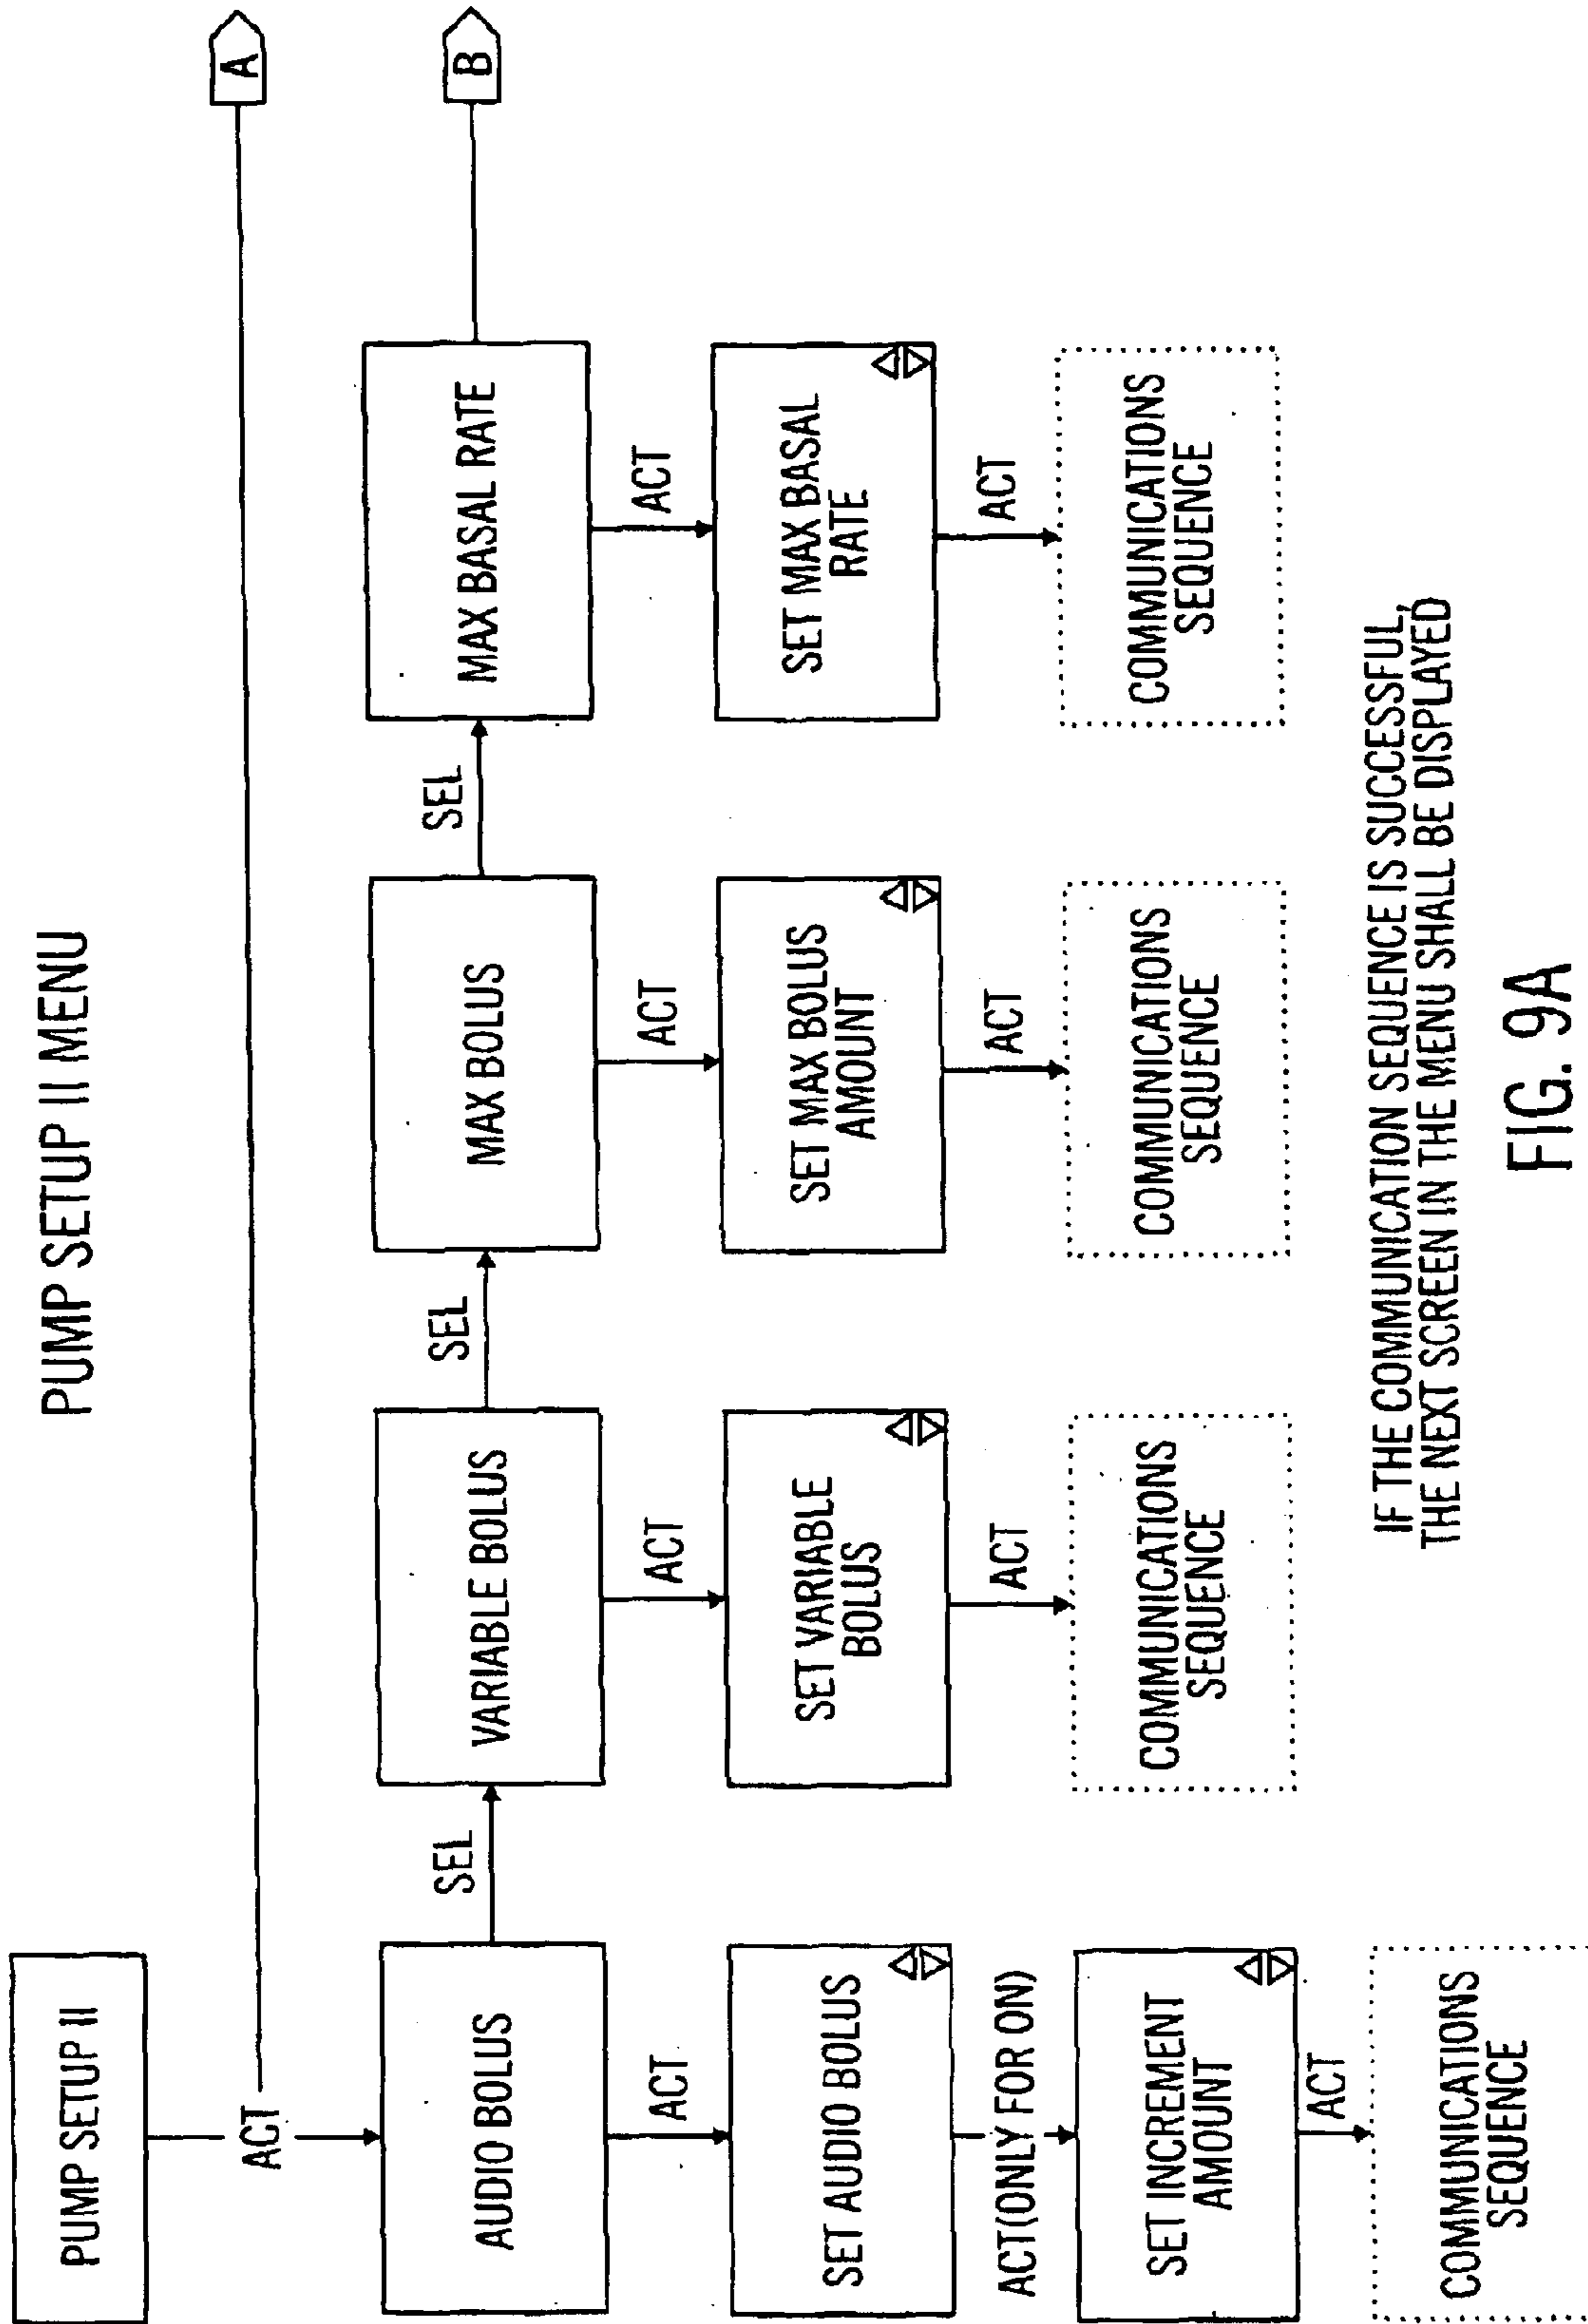 PUMP SETUP II MENU
PUMP SETUP II
ACT
A
AUDIO BOLUS
SEL
VARIABLE BOLUS
SEL
MAX BOLUS
SEL
MAX BASAL RATE
B
ACT
ACT
ACT
ACT
SET AUDIO BOLUS
SET VARIABLE
BOLUS
SET MAX BOLUS
AMOUNT
SET MAX BASAL
RATE
ACT(ONLY FOR ON)
ACT
ACT
ACT
SET INCREMENT
AMOUNT
COMMUNICATIONS
SEQUENCE
COMMUNICATIONS
SEQUENCE
COMMUNICATIONS
SEQUENCE
ACT
COMMUNICATIONS
SEQUENCE
IF THE COMMUNICATION SEQUENCE IS SUCCESSFUL,
THE NEXT SCREEN IN THE MENU SHALL BE DISPLAYED
FIG. 9A